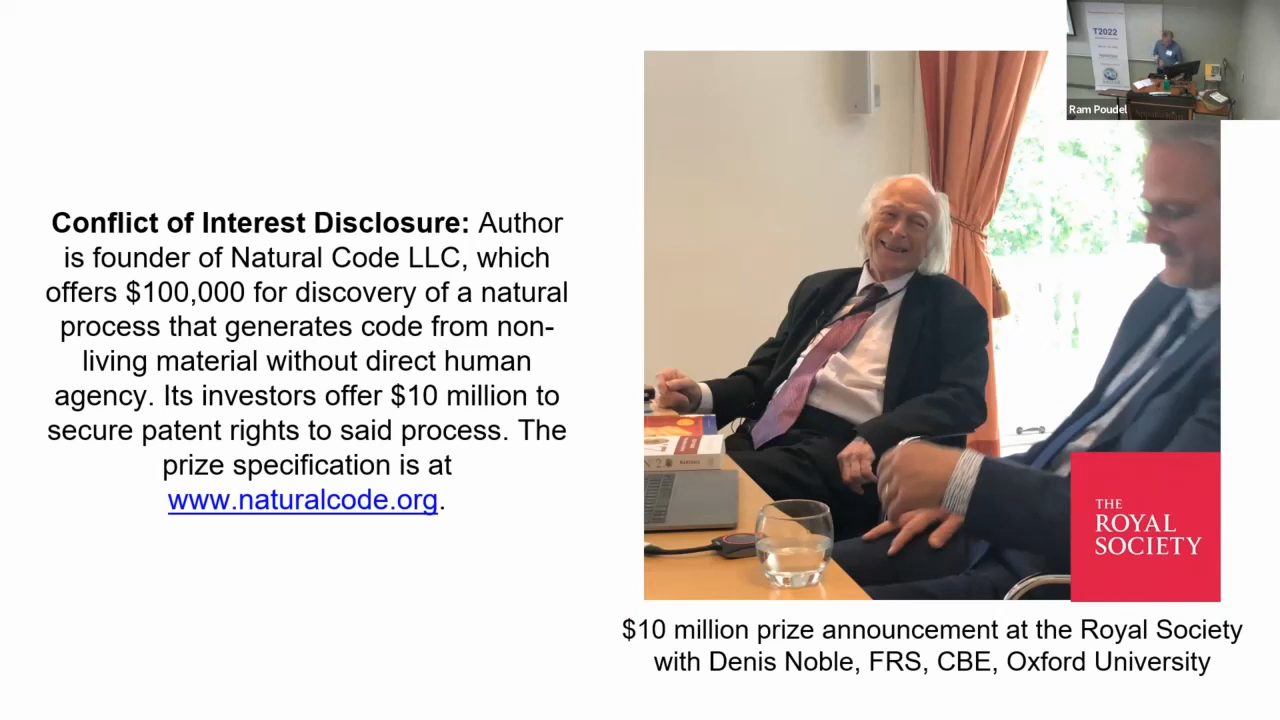 Conflict of Interest Disclosure: Author
is founder of Natural Code LLC, which
offers $100,000 for discovery of a natural
process that generates code from non-
living material without direct human
agency. Its investors offer $10 million to
secure patent rights to said process. The
prize specification is at
www.naturalcode.org.
T2022
Ram Poudel
THE
ROYAL
SOCIETY
$10 million prize announcement at the Royal Society
with Denis Noble, FRS, CBE, Oxford University